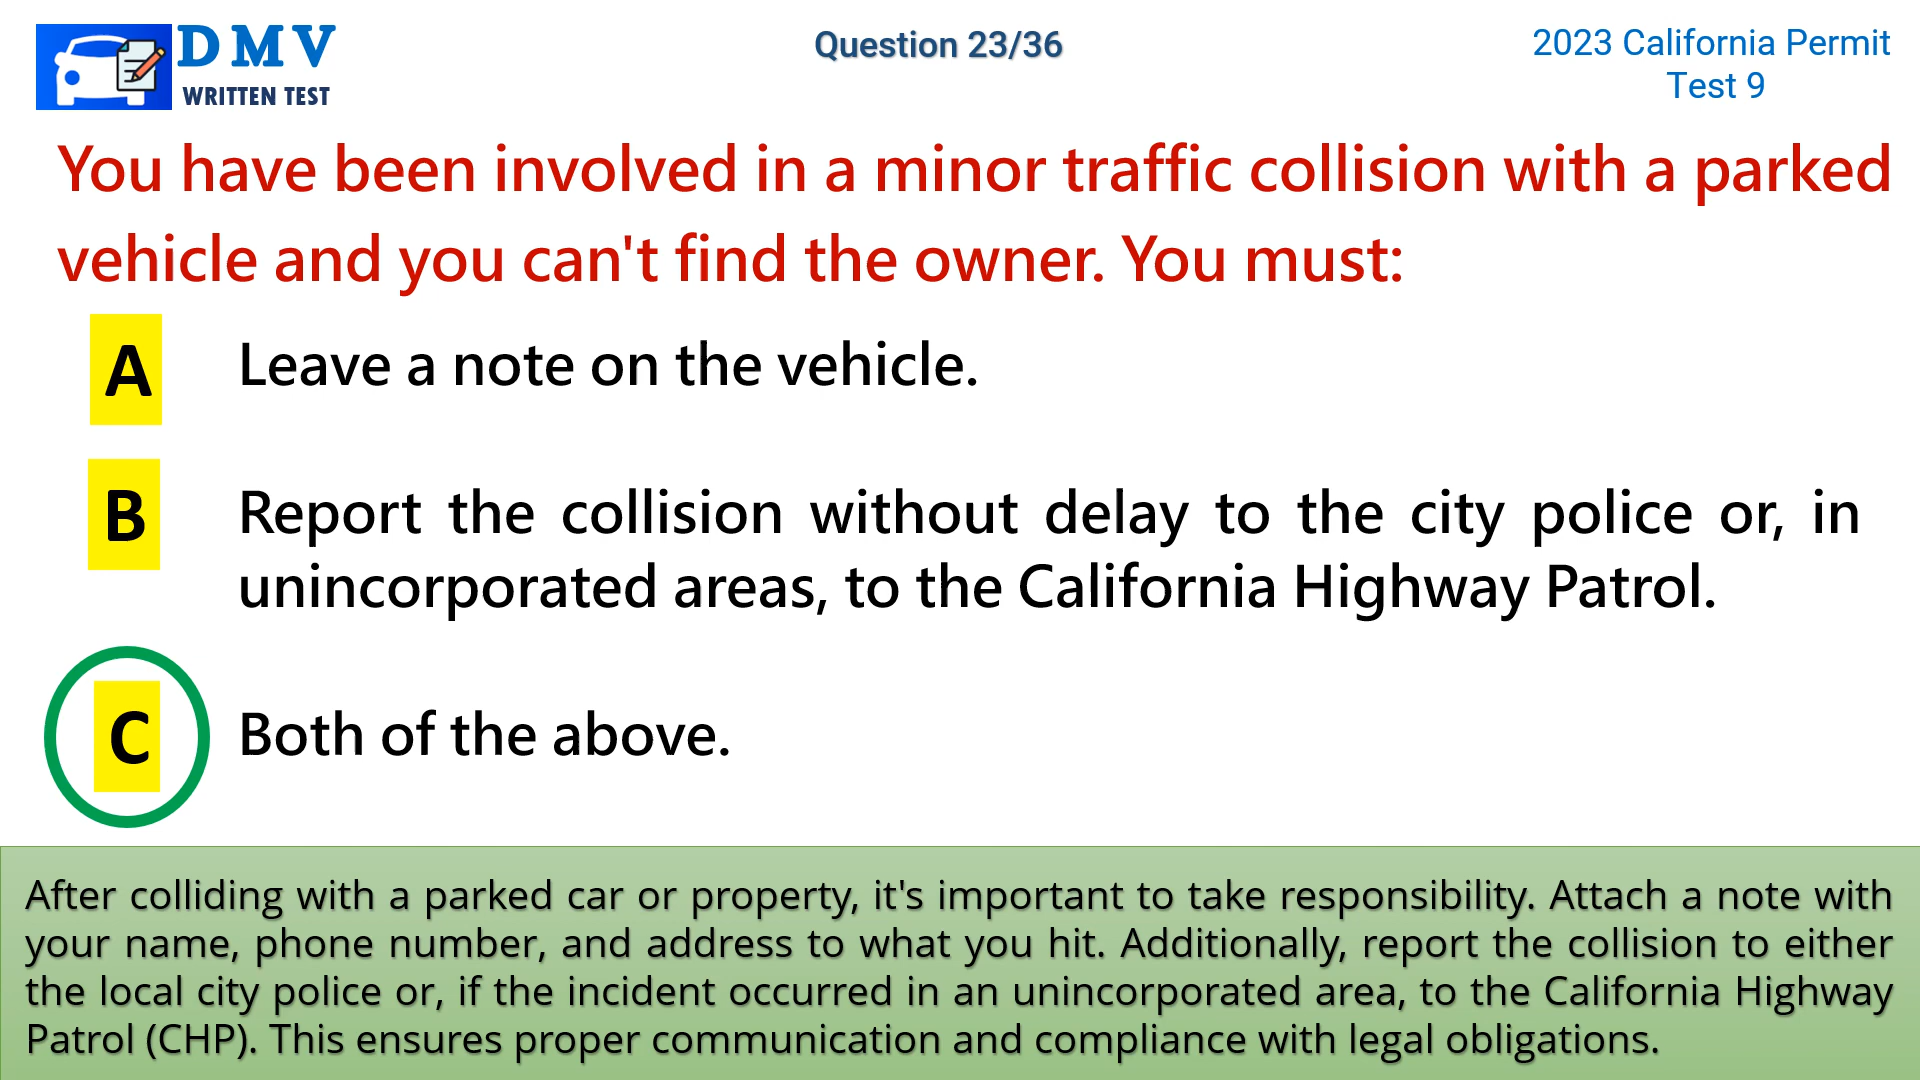 DMV
WRITTEN TEST
Question 23/36
2023 California Permit
Test 9
You have been involved in a minor traffic collision with a parked
vehicle and you can't find the owner. You must:
A Leave a note on the vehicle.
B Report the collision without delay to the city police or, in
unincorporated areas, to the California Highway Patrol.
C Both of the above.
After colliding with a parked car or property, it's important to take responsibility. Attach a note with
your name, phone number, and address to what you hit. Additionally, report the collision to either
the local city police or, if the incident occurred in an unincorporated area, to the California Highway
Patrol (CHP). This ensures proper communication and compliance with legal obligations.